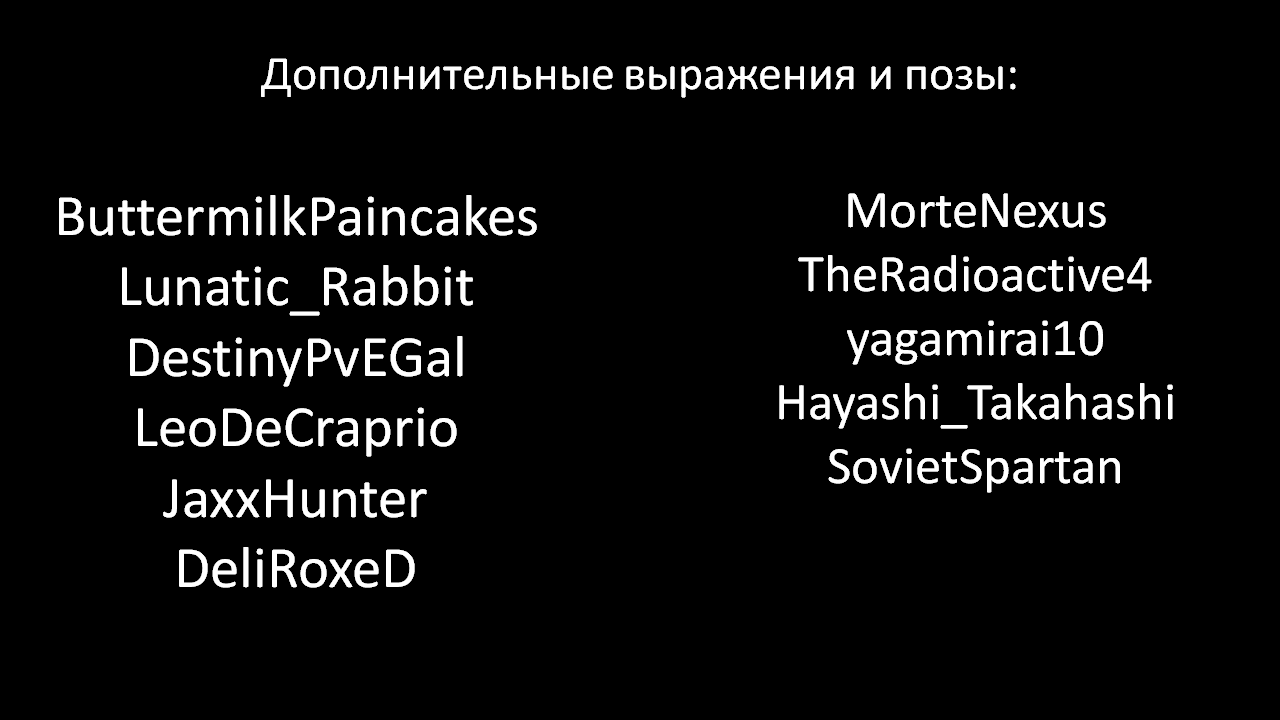 Дополнительные выражения и позы:
ButtermilkPaincakes
Lunatic_Rabbit
DestinyPvEGal
LeoDeCraprio
JaxxHunter
DeliRoxeD
MorteNexus
TheRadioactive4
yagamirai10
Hayashi_Takahashi
SovietSpartan